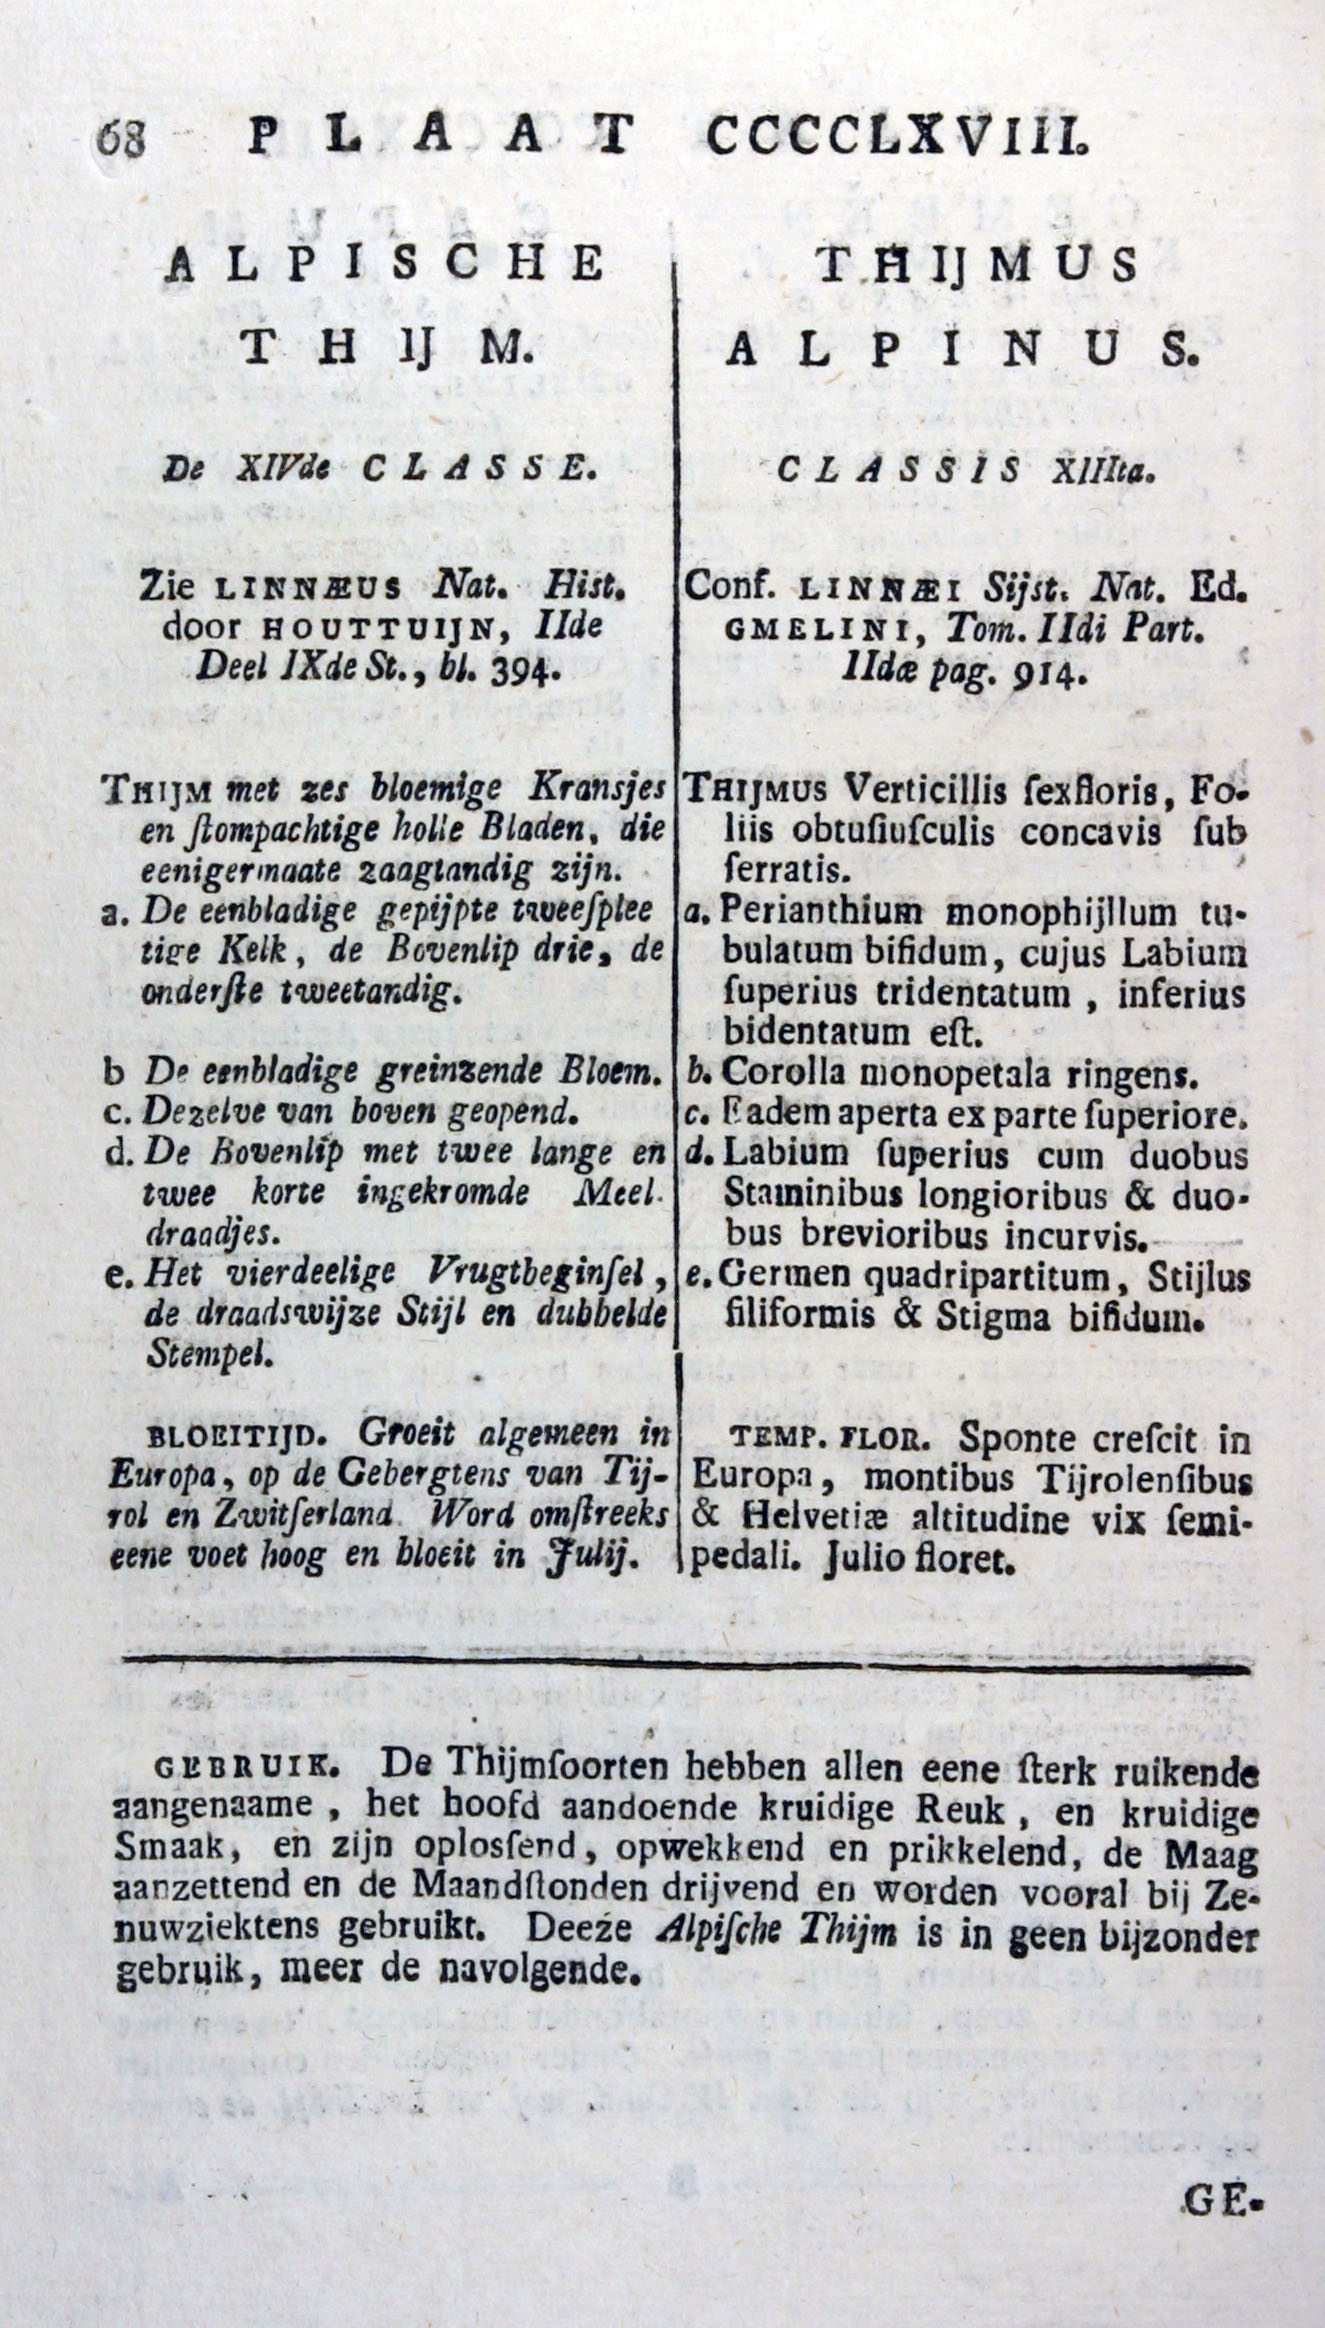 68 PLAAT CCCCLXVIII.
ALPISCHE
THIJM.
De XIVde CLASSE.
Zie LINNÆUS Nat. Hist.
door HOUTTUIJN, IIde
Deel IXde St., bl. 394.
THIJM met zes bloemige Kransjes
en ſtompachtige holle Bladen, die
eenigermaate zaagtandig zijn.
a. De eenbladige gepijpte tweeſplee
tige Kelk, de Bovenlip drie, de
onderſte tweetandig.
b De eenbladige greinzende Bloem.
c. Dezelve van boven geopend.
d. De Bovenlip met twee lange en
twee korte ingekromde Meel-
draadjes.
e. Het vierdeelige Vrugtbeginſel,
de draadswijze Stijl en dubbelde
Stempel.
BLOEITIJD. Groeit algemeen in
Europa, op de Gebergtens van Tij-
rol en Zwitſerland. Word omſtreeks
eene voet hoog en bloeit in Julij.
THIJMUS
ALPINUS.
CLASSIS XIIIta.
Conf. LINNÆI Sijst. Nat. Ed.
GMELINI, Tom. IIdi Part.
IIdæ pag. 914.
THIJMUS Verticillis ſexfloris, Fo-
liis obtuſiuſculis concavis ſub
ſerratis.
a. Perianthium monophijllum tu-
bulatum bifidum, cujus Labium
ſuperius tridentatum, inferius
bidentatum eſt.
b. Corolla monopetala ringens.
c. Eadem aperta ex parte ſuperiore.
d. Labium ſuperius cum duobus
Staminibus longioribus & duo-
bus brevioribus incurvis.
e. Germen quadripartitum, Stijlus
filiformis & Stigma bifidum.
TEMP. FLOR. Sponte creſcit in
Europa, montibus Tijrolenſibus
& Helvetiæ altitudine vix ſemi-
pedali. Julio floret.
GEBRUIK. De Thijmſoorten hebben allen eene ſterk ruikende
aangenaame, het hoofd aandoende kruidige Reuk, en kruidige
Smaak, en zijn oplosſend, opwekkend en prikkelend, de Maag
aanzettend en de Maandſtonden drijvend en worden vooral bij Ze-
nuwziektens gebruikt. Deeze Alpiſche Thijm is in geen bijzonder
gebruik, meer de navolgende.
GE-